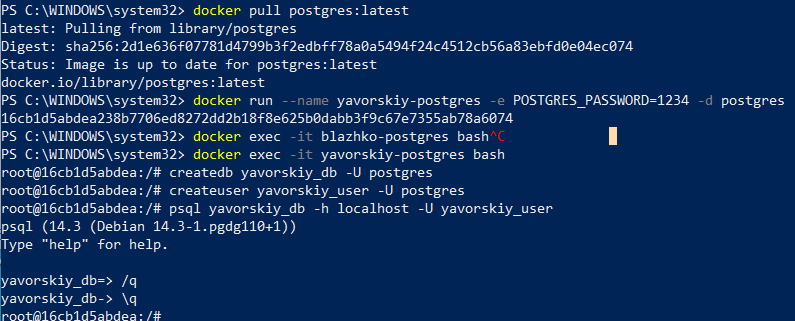 PS C:\WINDOWS\system32> docker pull postgres:latest
latest: Pulling from library/postgres
Digest: sha256:2d1e636f07781d4799b3f2edbff78a0a5494f24c4512cb56a83ebfd0e04ec074
Status: Image is up to date for postgres:latest
docker.io/library/postgres:latest
PS C:\WINDOWS\system32> docker run --name yavorskiy-postgres -e POSTGRES_PASSWORD=1234 -d postgres
16cb1d5abdea238b7706ed8272dd2b18f8e625b0dabb3f9c67e7355ab78a6074
PS C:\WINDOWS\system32> docker exec -it blazhko-postgres bash^C
PS C:\WINDOWS\system32> docker exec -it yavorskiy-postgres bash
root@16cb1d5abdea:/# createdb yavorskiy_db -U postgres
root@16cb1d5abdea:/# createuser yavorskiy_user -U postgres
root@16cb1d5abdea:/# psql yavorskiy_db -h localhost -U yavorskiy_user
psql (14.3 (Debian 14.3-1.pgdg110+1))
Type "help" for help.
yavorskiy_db=> /q
yavorskiy_db-> \q
root@16cb1d5abdea:/#